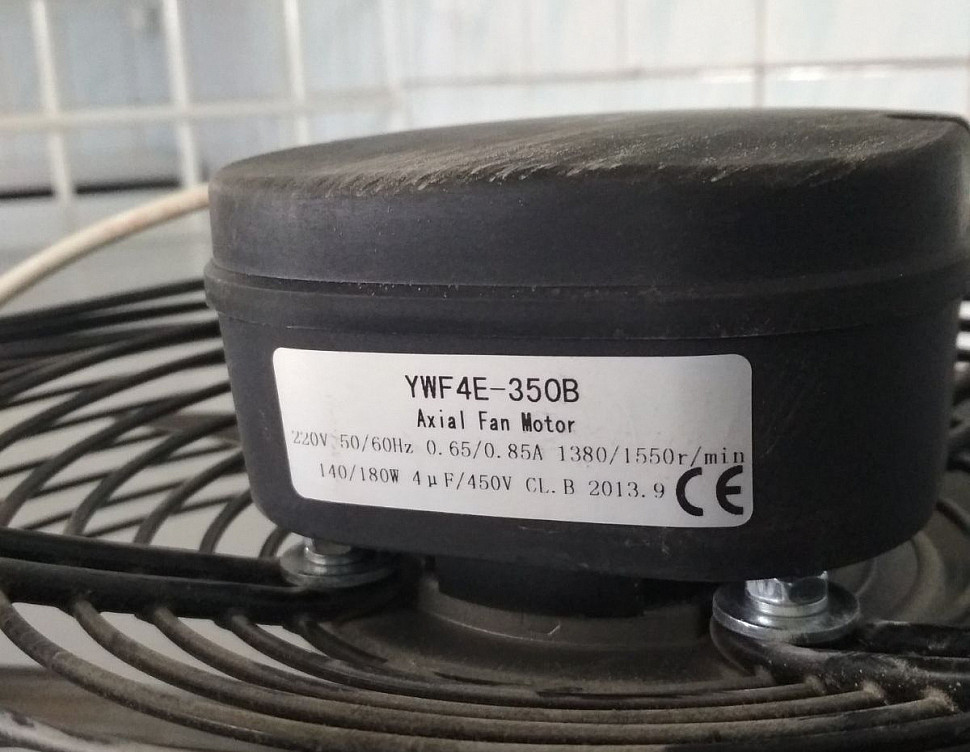 YWF4E-350B
Axial Fan Motor
220V 50/60Hz 0.65/0.85A 1380/1550r/min
140/180W 4μF/450V CL.B 2013.9 CE